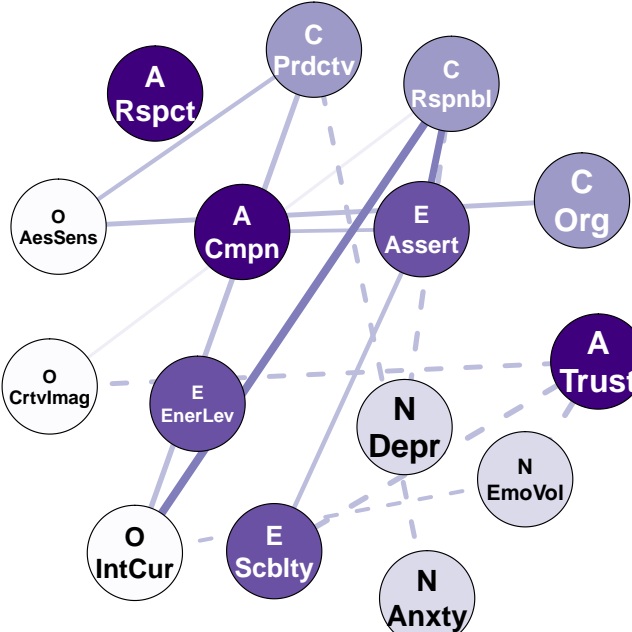 C
Prdctv
C
Rspnbl
A
Rspct
C
Org
O
AesSens
A
Cmpn
E
Assert
A
Trust
O
CrtvImag
E
EnerLev
N
Depr
N
EmoVol
O
IntCur
E
Scblty
N
Anxty